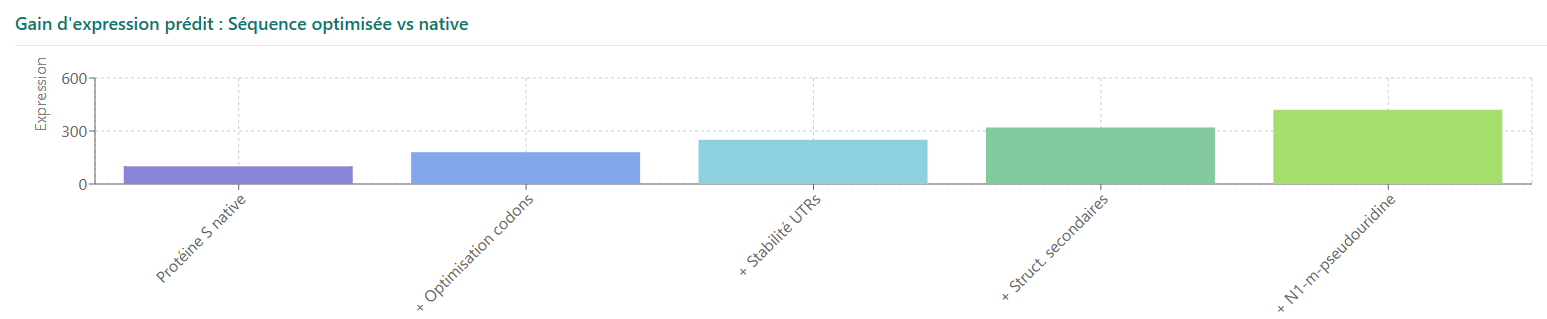 Gain d'expression prédit : Séquence optimisée vs native
Expression
600
300
0
Protéine S native
+ Optimisation codons
+ Stabilité UTRs
+ Struct. secondaires
+ N1-m-pseudouridine